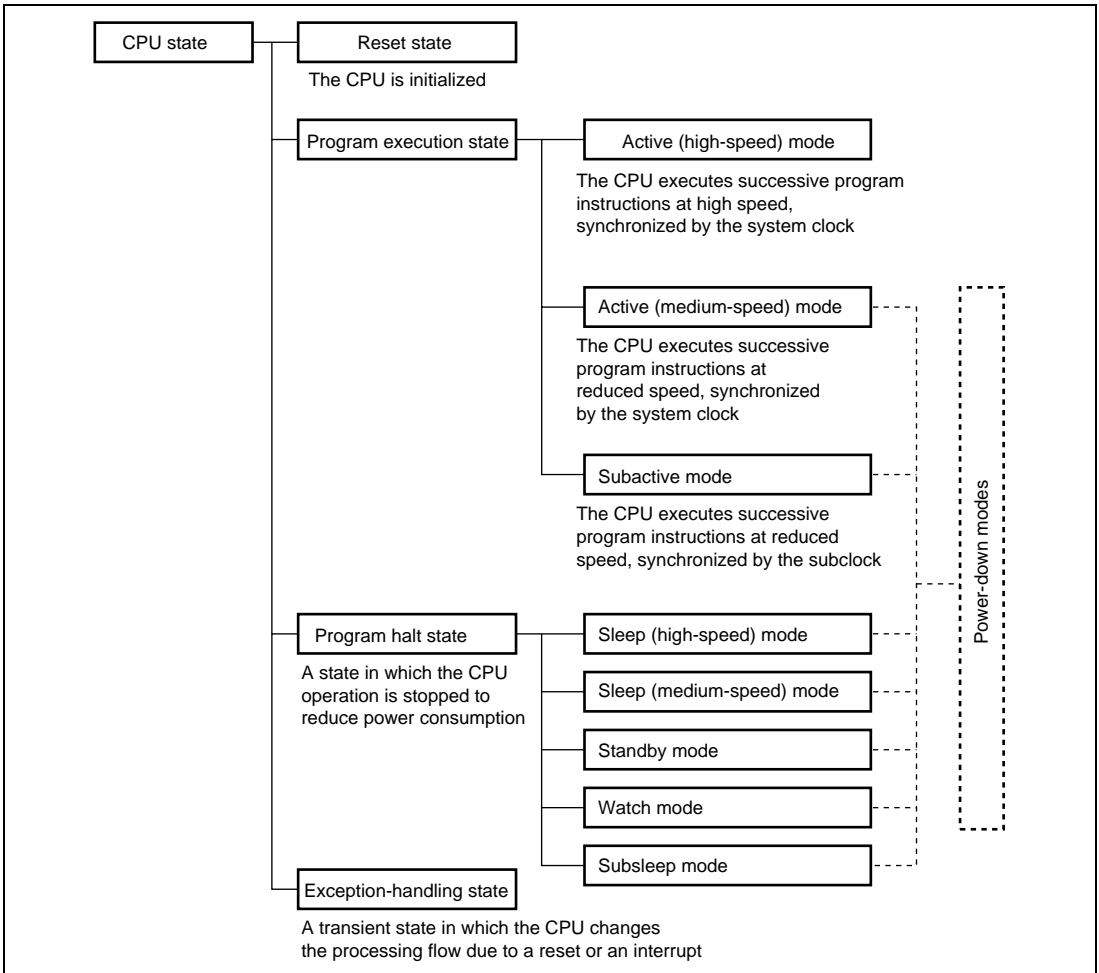 CPU state
Reset state
The CPU is initialized
Program execution state
Active (high-speed) mode
The CPU executes successive program
instructions at high speed,
synchronized by the system clock
Active (medium-speed) mode
The CPU executes successive
program instructions at
reduced speed, synchronized
by the system clock
Subactive mode
The CPU executes successive
program instructions at reduced
speed, synchronized by the subclock
Power-down modes
Program halt state
A state in which the CPU
operation is stopped to
reduce power consumption
Sleep (high-speed) mode
Sleep (medium-speed) mode
Standby mode
Watch mode
Subsleep mode
Exception-handling state
A transient state in which the CPU changes
the processing flow due to a reset or an interrupt